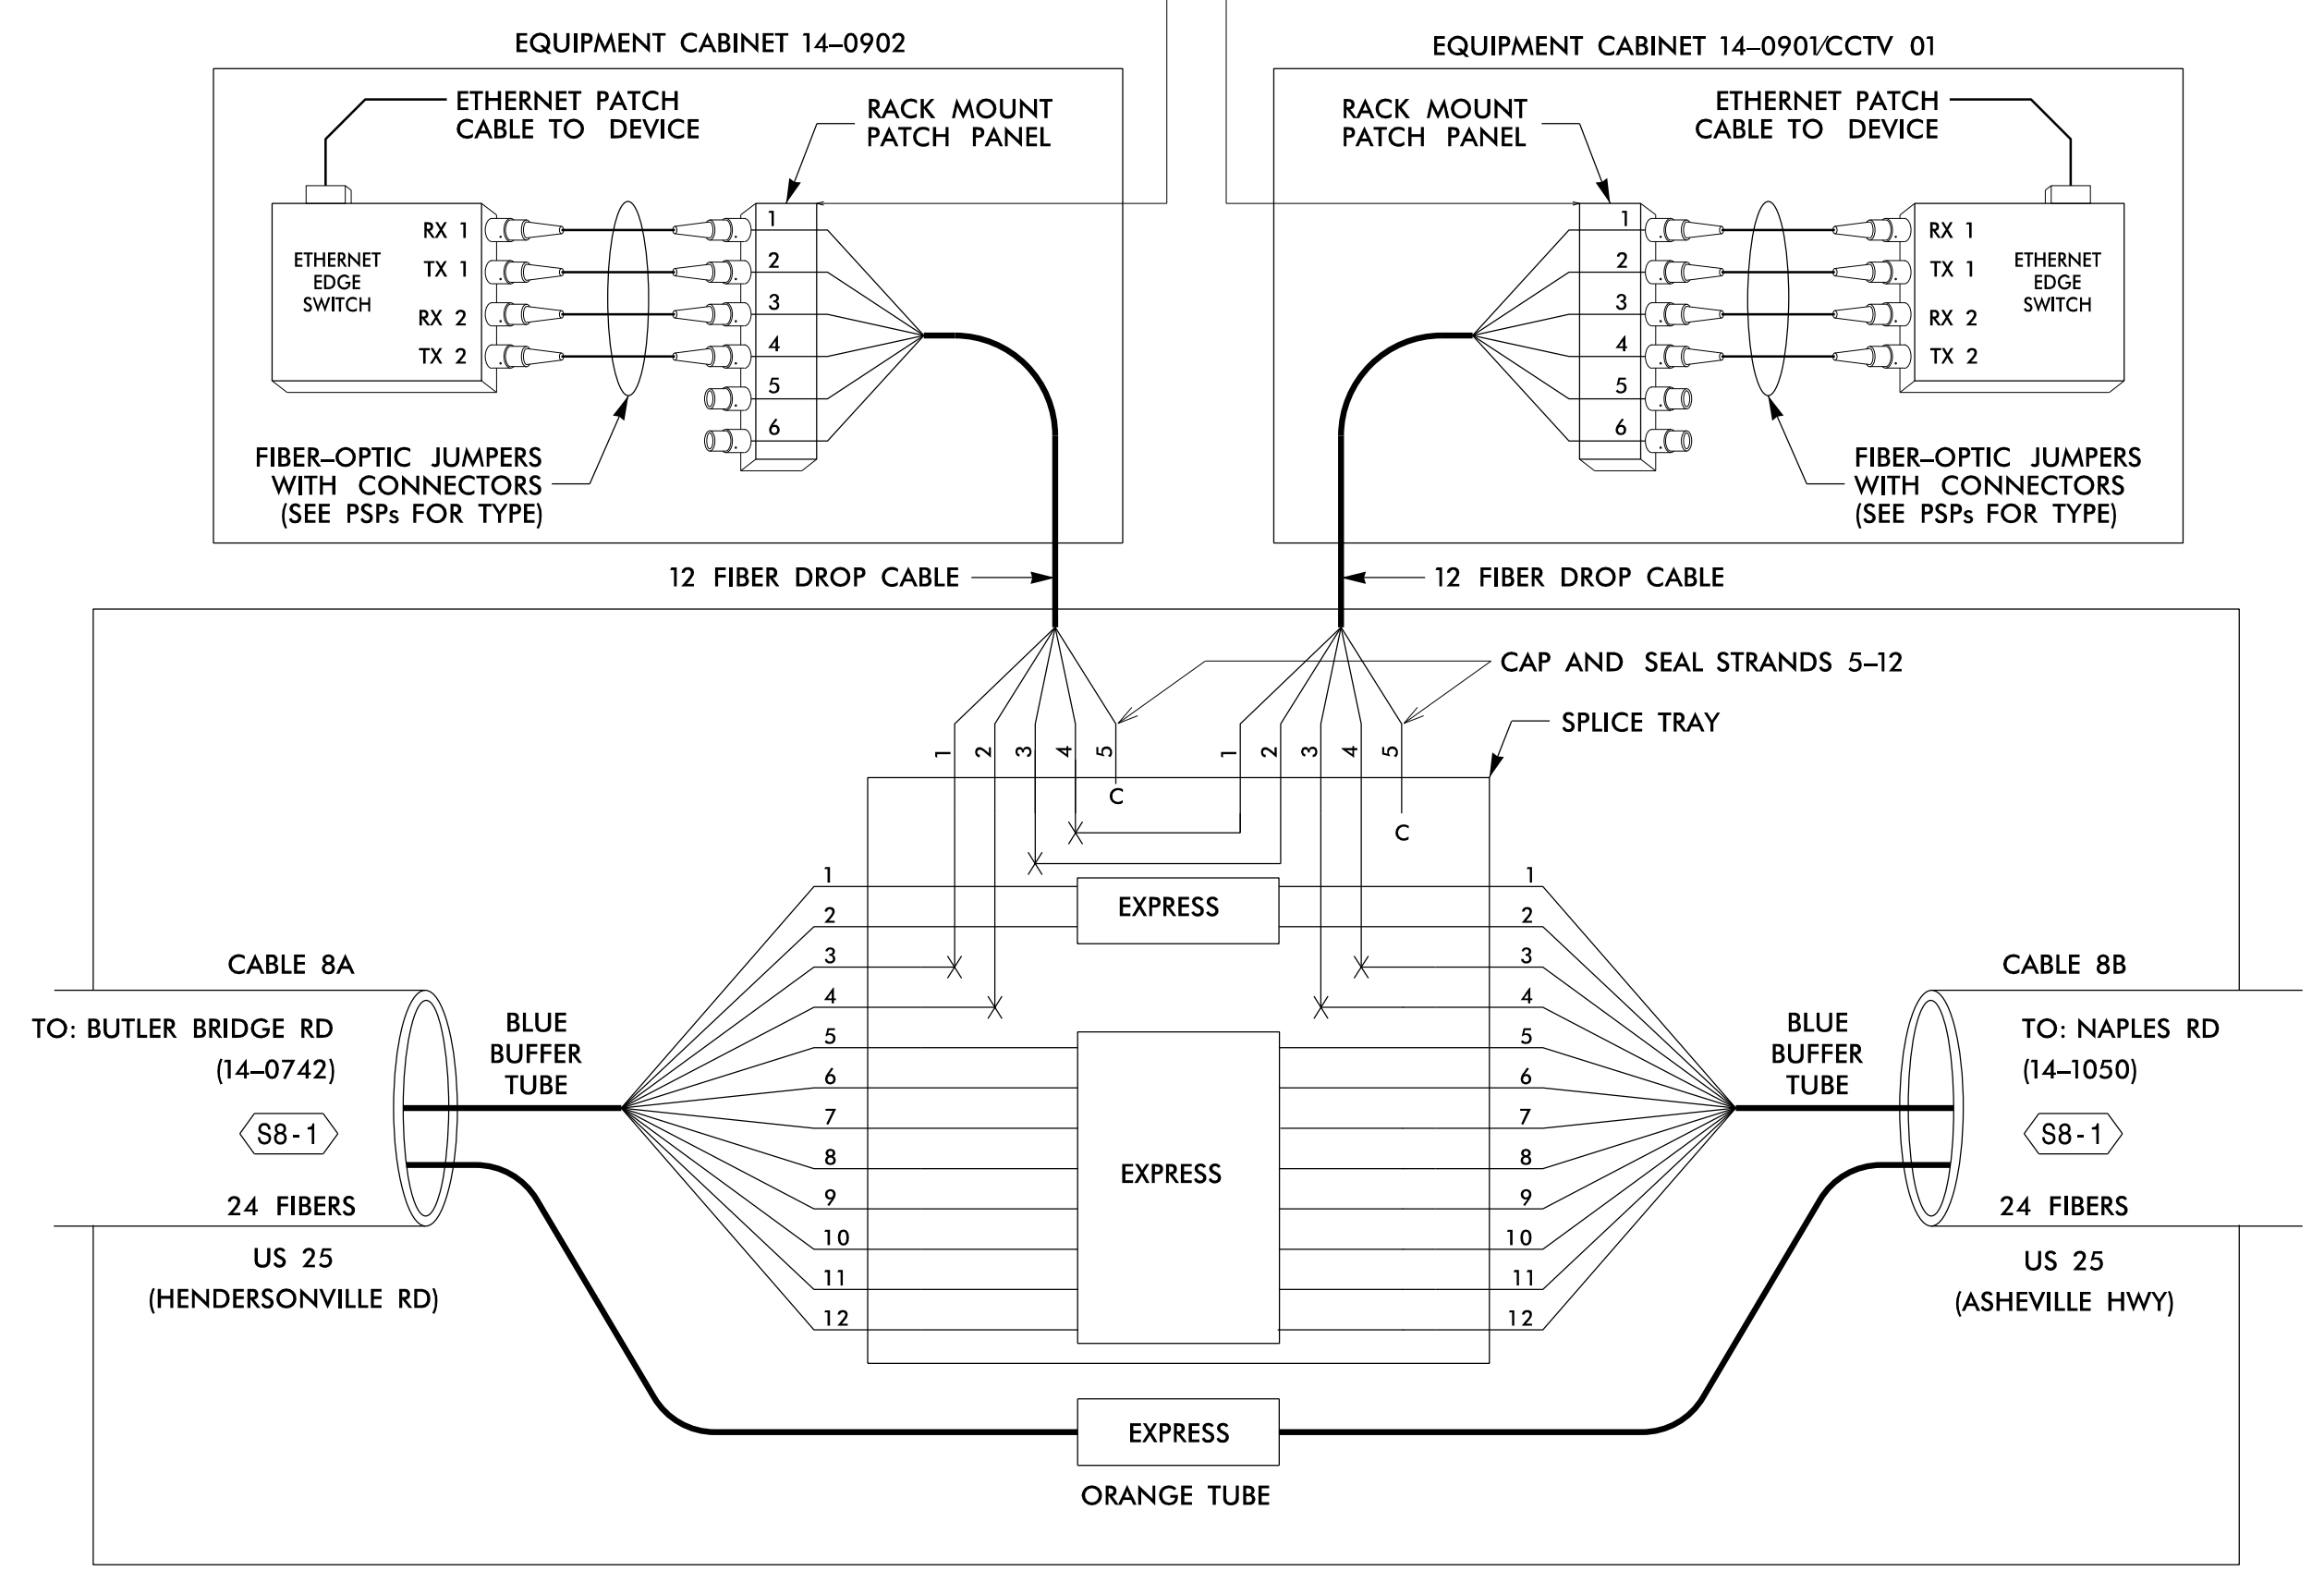 EQUIPMENT CABINET 14–0902
ETHERNET PATCH
CABLE TO DEVICE
RACK MOUNT
PATCH PANEL
ETHERNET
EDGE
SWITCH
RX 1
TX 1
RX 2
TX 2
1
2
3
4
5
6
FIBER–OPTIC JUMPERS
WITH CONNECTORS
(SEE PSPs FOR TYPE)
EQUIPMENT CABINET 14–0901/CCTV 01
RACK MOUNT
PATCH PANEL
ETHERNET PATCH
CABLE TO DEVICE
1
2
3
4
5
6
RX 1
TX 1
RX 2
TX 2
ETHERNET
EDGE
SWITCH
FIBER–OPTIC JUMPERS
WITH CONNECTORS
(SEE PSPs FOR TYPE)
12 FIBER DROP CABLE
12 FIBER DROP CABLE
CAP AND SEAL STRANDS 5–12
SPLICE TRAY
1
2
3
4
5
C
1
2
3
4
5
C
CABLE 8A
TO: BUTLER BRIDGE RD
(14–0742)
S8-1
24 FIBERS
US 25
(HENDERSONVILLE RD)
BLUE
BUFFER
TUBE
1
2
3
4
5
6
7
8
9
10
11
12
EXPRESS
EXPRESS
1
2
3
4
5
6
7
8
9
10
11
12
BLUE
BUFFER
TUBE
CABLE 8B
TO: NAPLES RD
(14–1050)
S8-1
24 FIBERS
US 25
(ASHEVILLE HWY)
EXPRESS
ORANGE TUBE